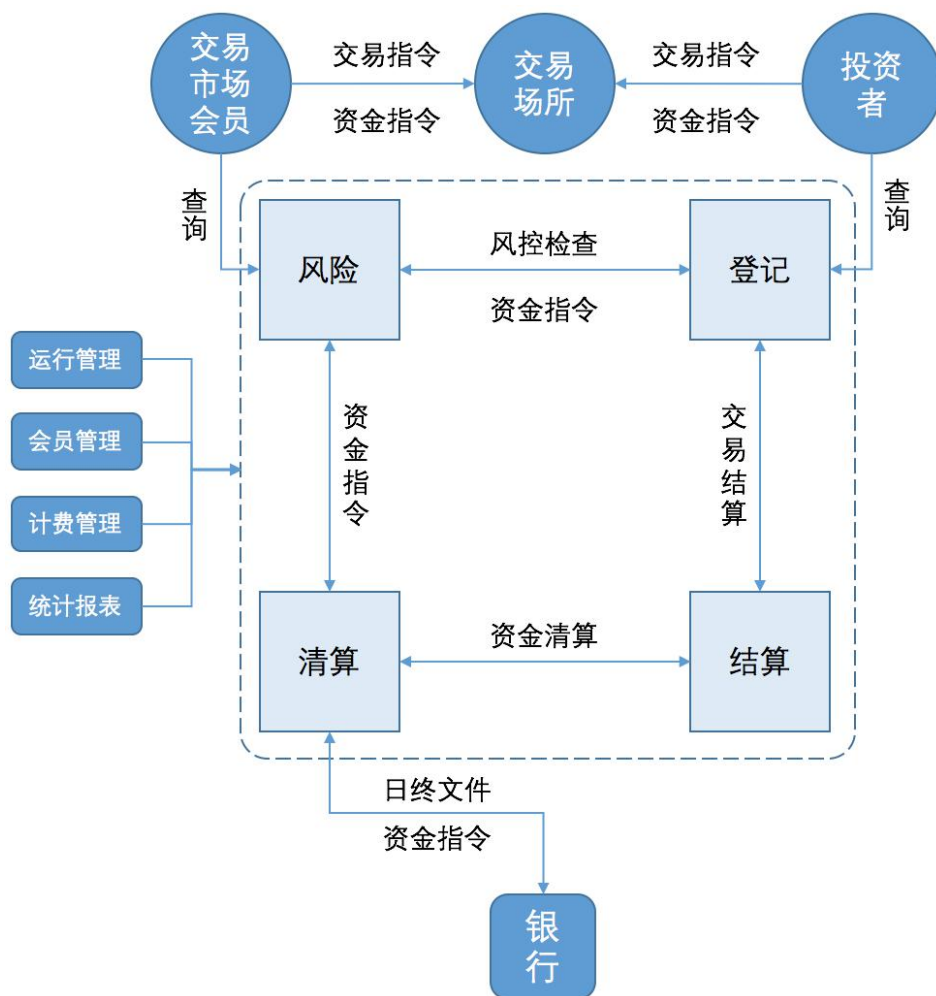 交易
市场
会员
交易指令
资金指令
交易
场所
交易指令
资金指令
投资
者
查
询
查
询
风险
风控检查
资金指令
登记
运行管理
会员管理
计费管理
统计报表
资
金
指
令
交
易
结
算
清算
资金清算
结算
日终文件
资金指令
银
行